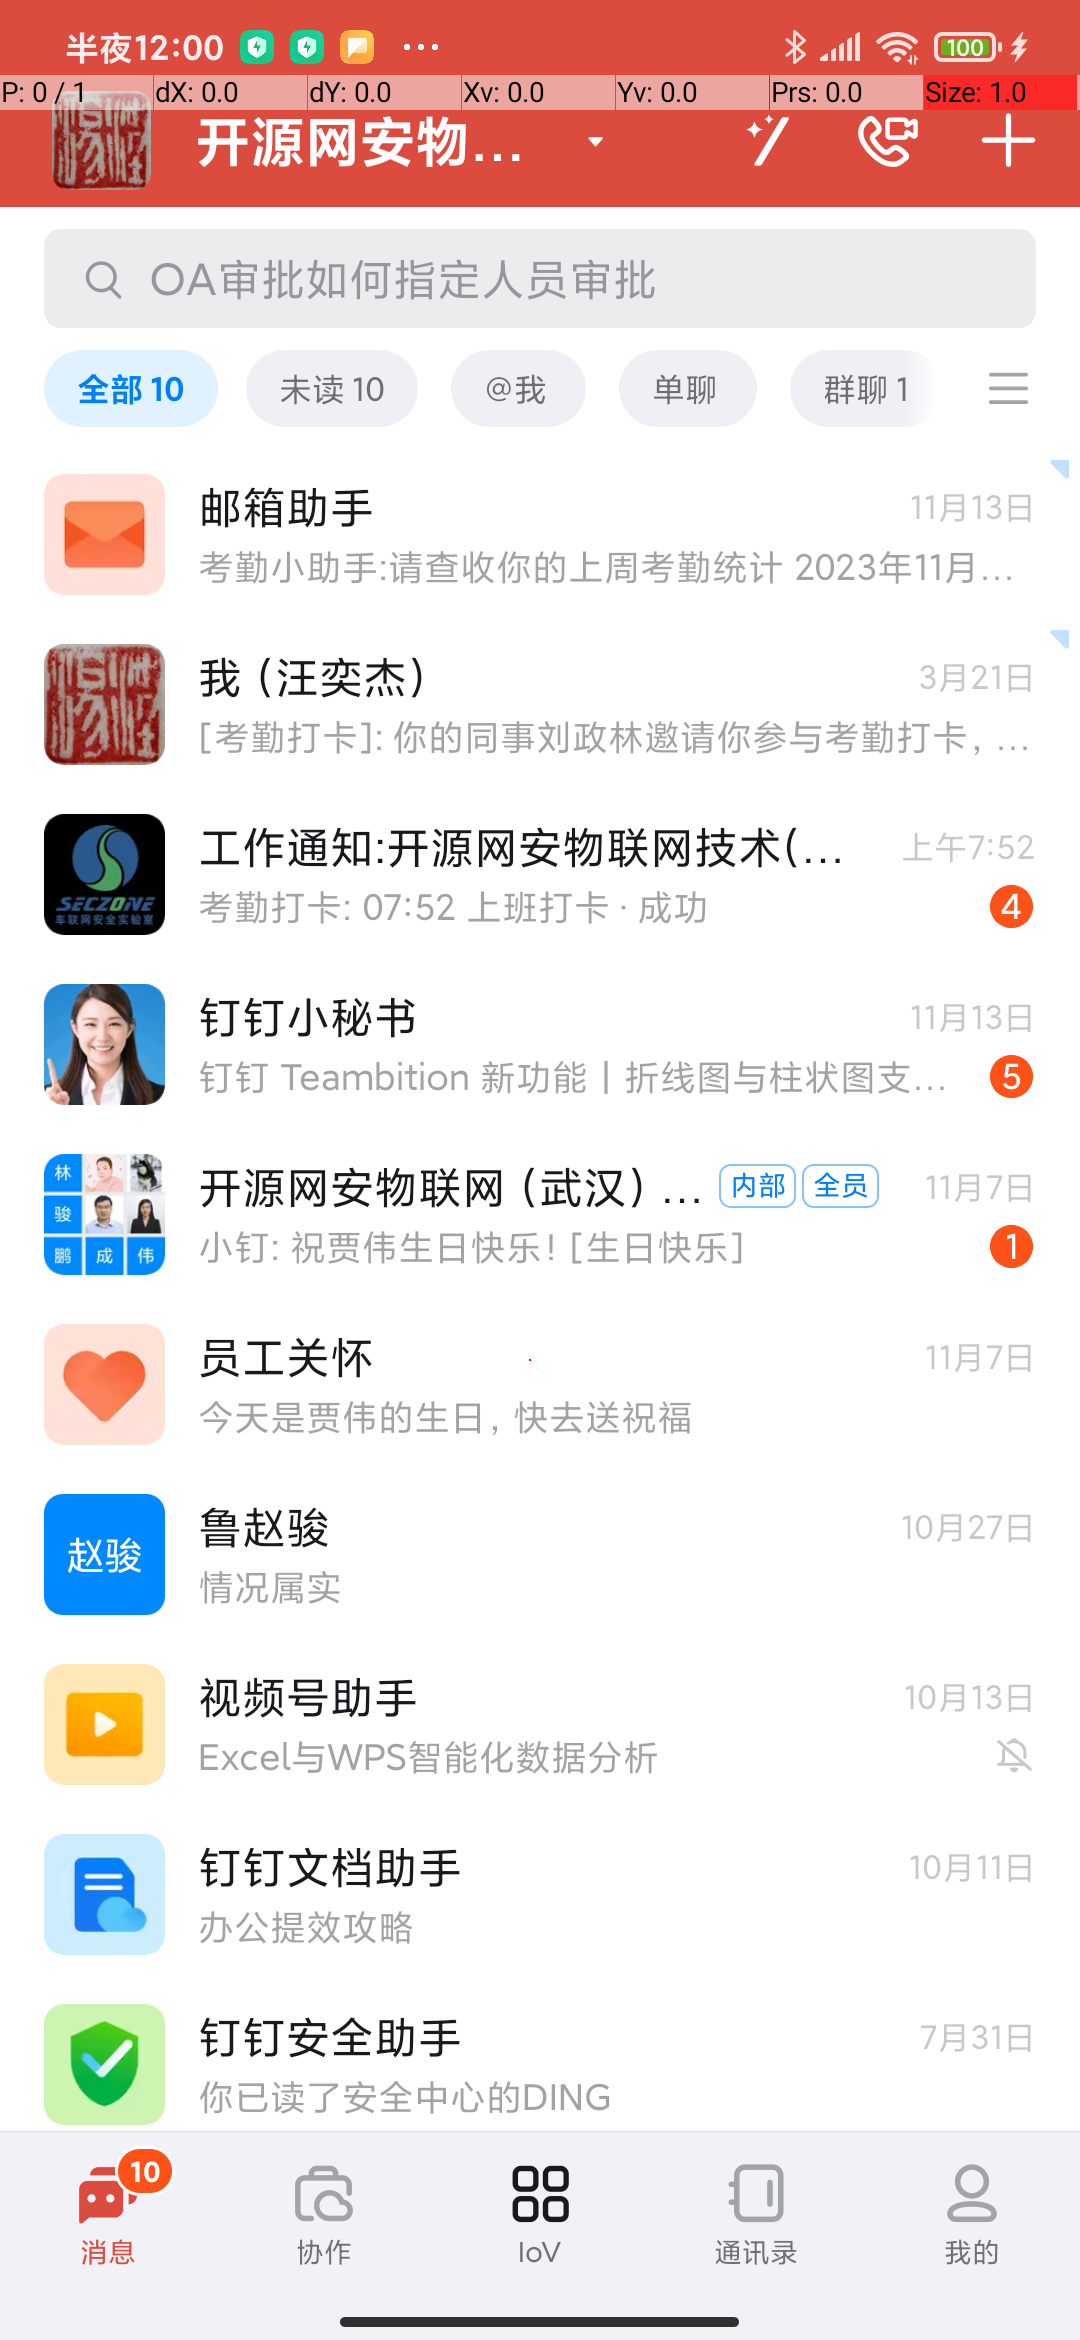 半夜12:00
100
P: 0 / 1 dX: 0.0 dY: 0.0 Xv: 0.0 Yv: 0.0 Prs: 0.0 Size: 1.0
开源网安物...
OA审批如何指定人员审批
全部 10 未读 10 @我 单聊 群聊 1
邮箱助手 11月13日
考勤小助手:请查收你的上周考勤统计 2023年11月...
我（汪奕杰） 3月21日
[考勤打卡]: 你的同事刘政林邀请你参与考勤打卡，...
工作通知:开源网安物联网技术(... 上午7:52
SECZONE
车联网安全实验室
考勤打卡: 07:52 上班打卡 · 成功 4
钉钉小秘书 11月13日
钉钉 Teambition 新功能丨折线图与柱状图支... 5
林
骏
鹏 成 伟
开源网安物联网（武汉）... 内部 全员 11月7日
小钉: 祝贾伟生日快乐！[生日快乐] 1
员工关怀 11月7日
今天是贾伟的生日，快去送祝福
赵骏
鲁赵骏 10月27日
情况属实
视频号助手 10月13日
Excel与WPS智能化数据分析
钉钉文档助手 10月11日
办公提效攻略
钉钉安全助手 7月31日
你已读了安全中心的DING
10
消息 协作 IoV 通讯录 我的